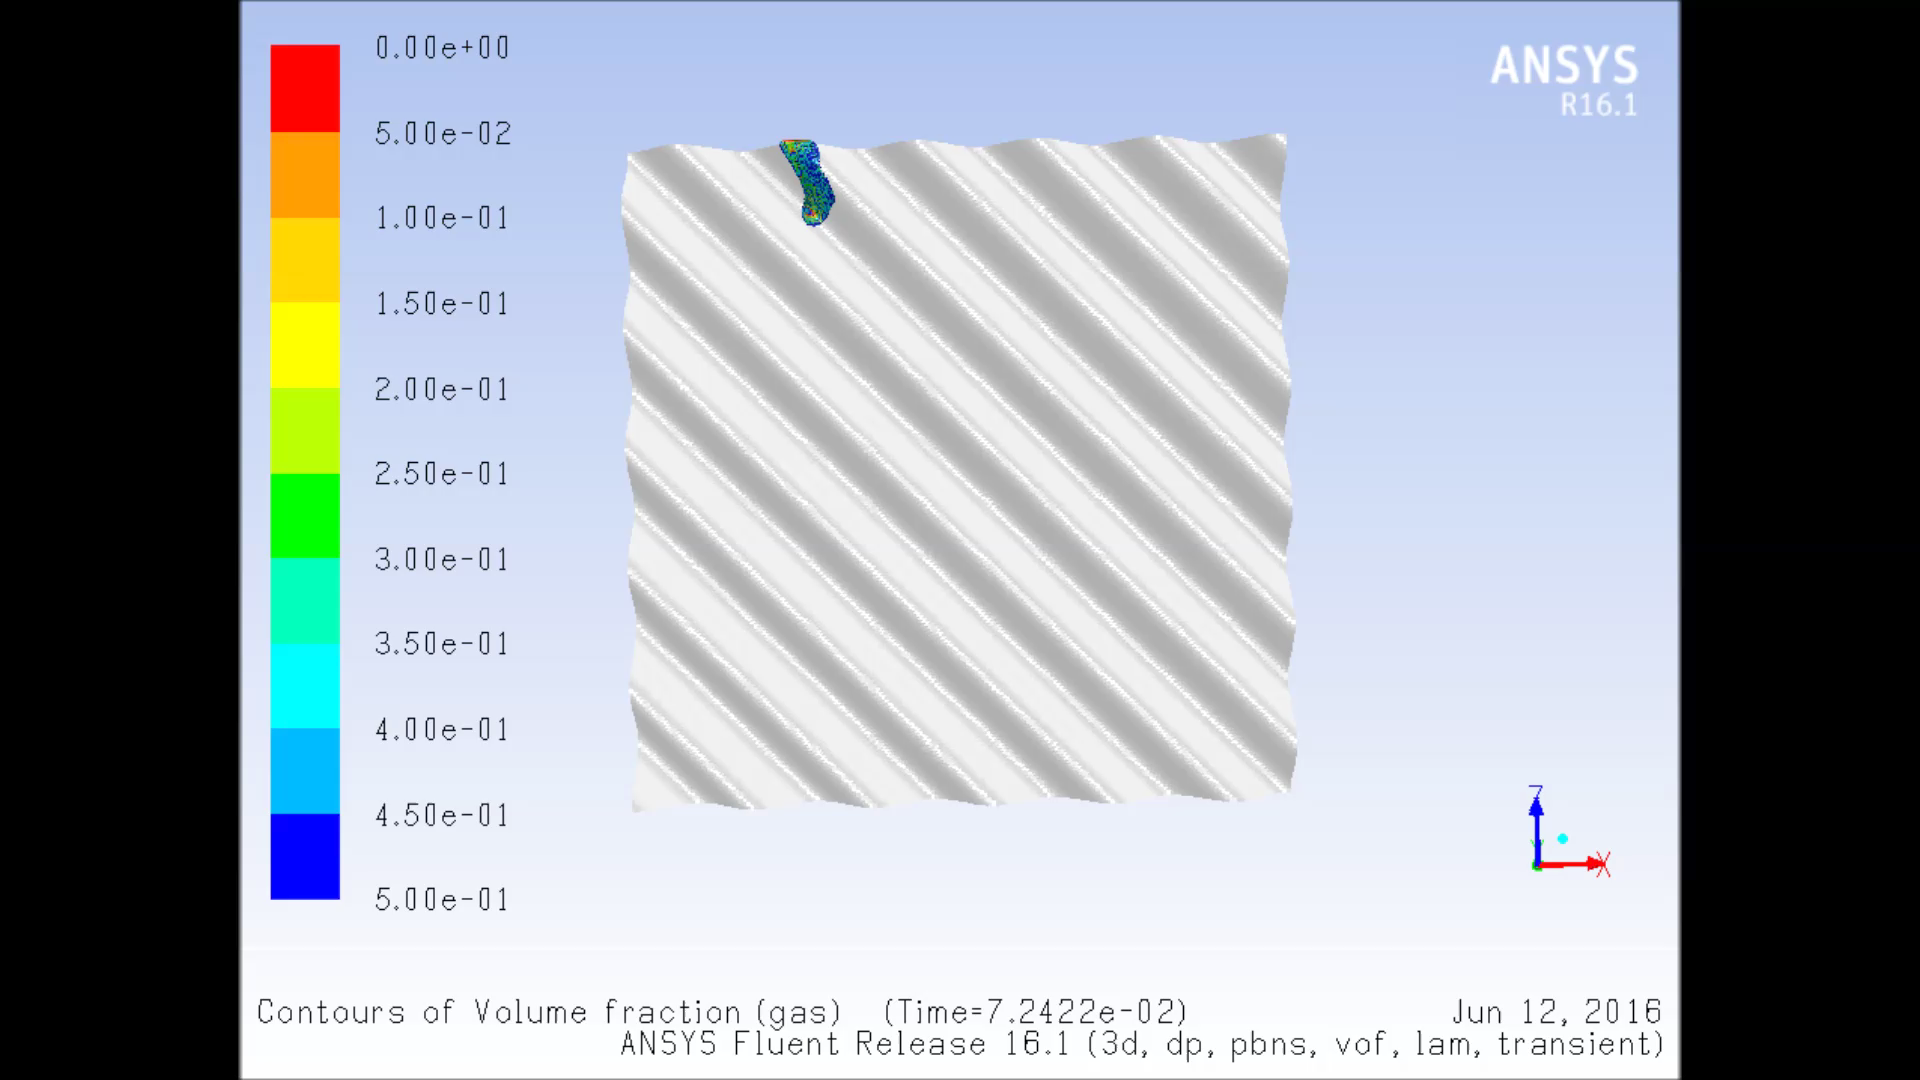 0.00e+00
5.00e-02
1.00e-01
1.50e-01
2.00e-01
2.50e-01
3.00e-01
3.50e-01
4.00e-01
4.50e-01
5.00e-01
ANSYS
R16.1
Z
Y
X
Contours of Volume fraction (gas) (Time=7.2422e-02)
Jun 12, 2016
ANSYS Fluent Release 16.1 (3d, dp, pbns, vof, lam, transient)